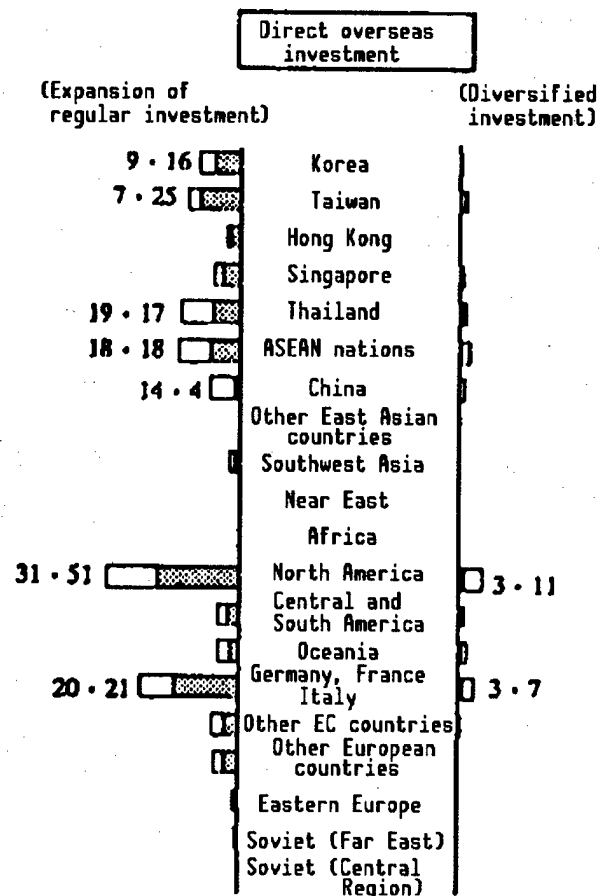 Direct overseas
investment
(Expansion of
regular investment)
(Diversified
investment)
9 · 16 Korea
7 · 25 Taiwan
Hong Kong
Singapore
19 · 17 Thailand
18 · 18 ASEAN nations
14 · 4 China
Other East Asian
countries
Southwest Asia
Near East
Africa
31 · 51 North America 3 · 11
Central and
South America
Oceania
Germany, France
Italy
20 · 21 3 · 7
Other EC countries
Other European
countries
Eastern Europe
Soviet (Far East)
Soviet (Central
Region)